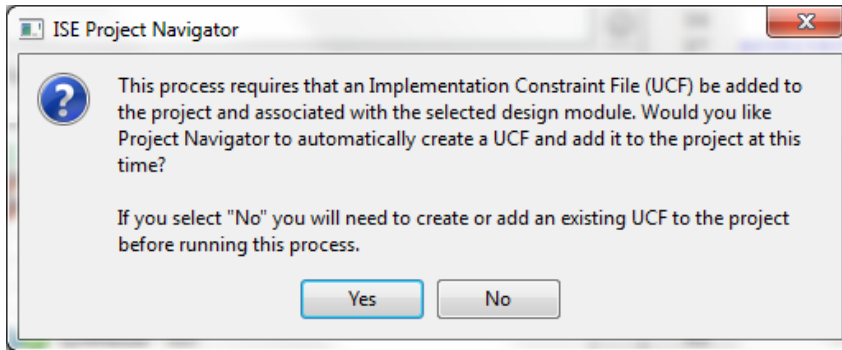 ISE Project Navigator
This process requires that an Implementation Constraint File (UCF) be added to
the project and associated with the selected design module. Would you like
Project Navigator to automatically create a UCF and add it to the project at this
time?
If you select "No" you will need to create or add an existing UCF to the project
before running this process.
Yes
No